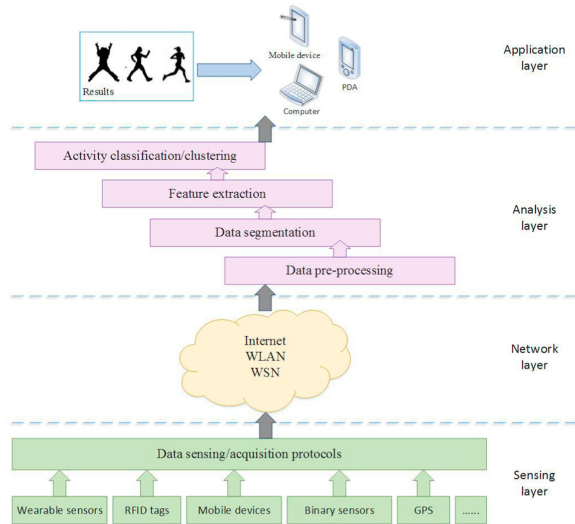 Mobile device
Results
PDA
Computer
Application
layer
Activity classification/clustering
Feature extraction
Data segmentation
Data pre-processing
Analysis
layer
Internet
WLAN
WSN
Network
layer
Data sensing/acquisition protocols
Wearable sensors
RFID tags
Mobile devices
Binary sensors
GPS
......
Sensing
layer